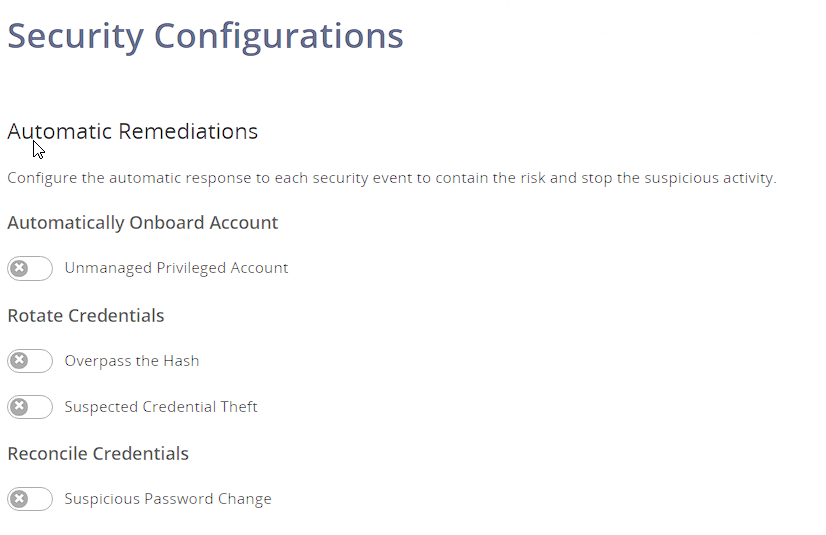 Security Configurations
Automatic Remediations
Configure the automatic response to each security event to contain the risk and stop the suspicious activity.
Automatically Onboard Account
Unmanaged Privileged Account
Rotate Credentials
Overpass the Hash
Suspected Credential Theft
Reconcile Credentials
Suspicious Password Change